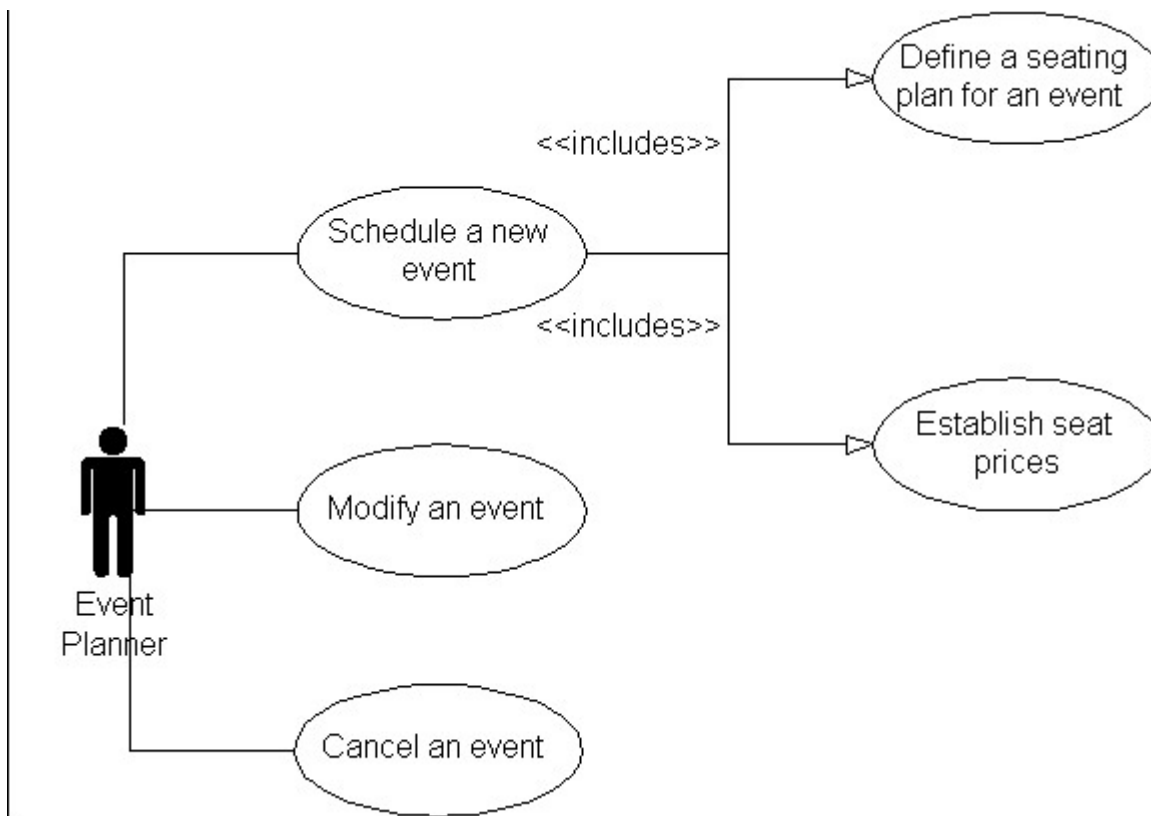 Define a seating
plan for an event
<<includes>>
Schedule a new
event
<<includes>>
Establish seat
prices
Modify an event
Event
Planner
Cancel an event